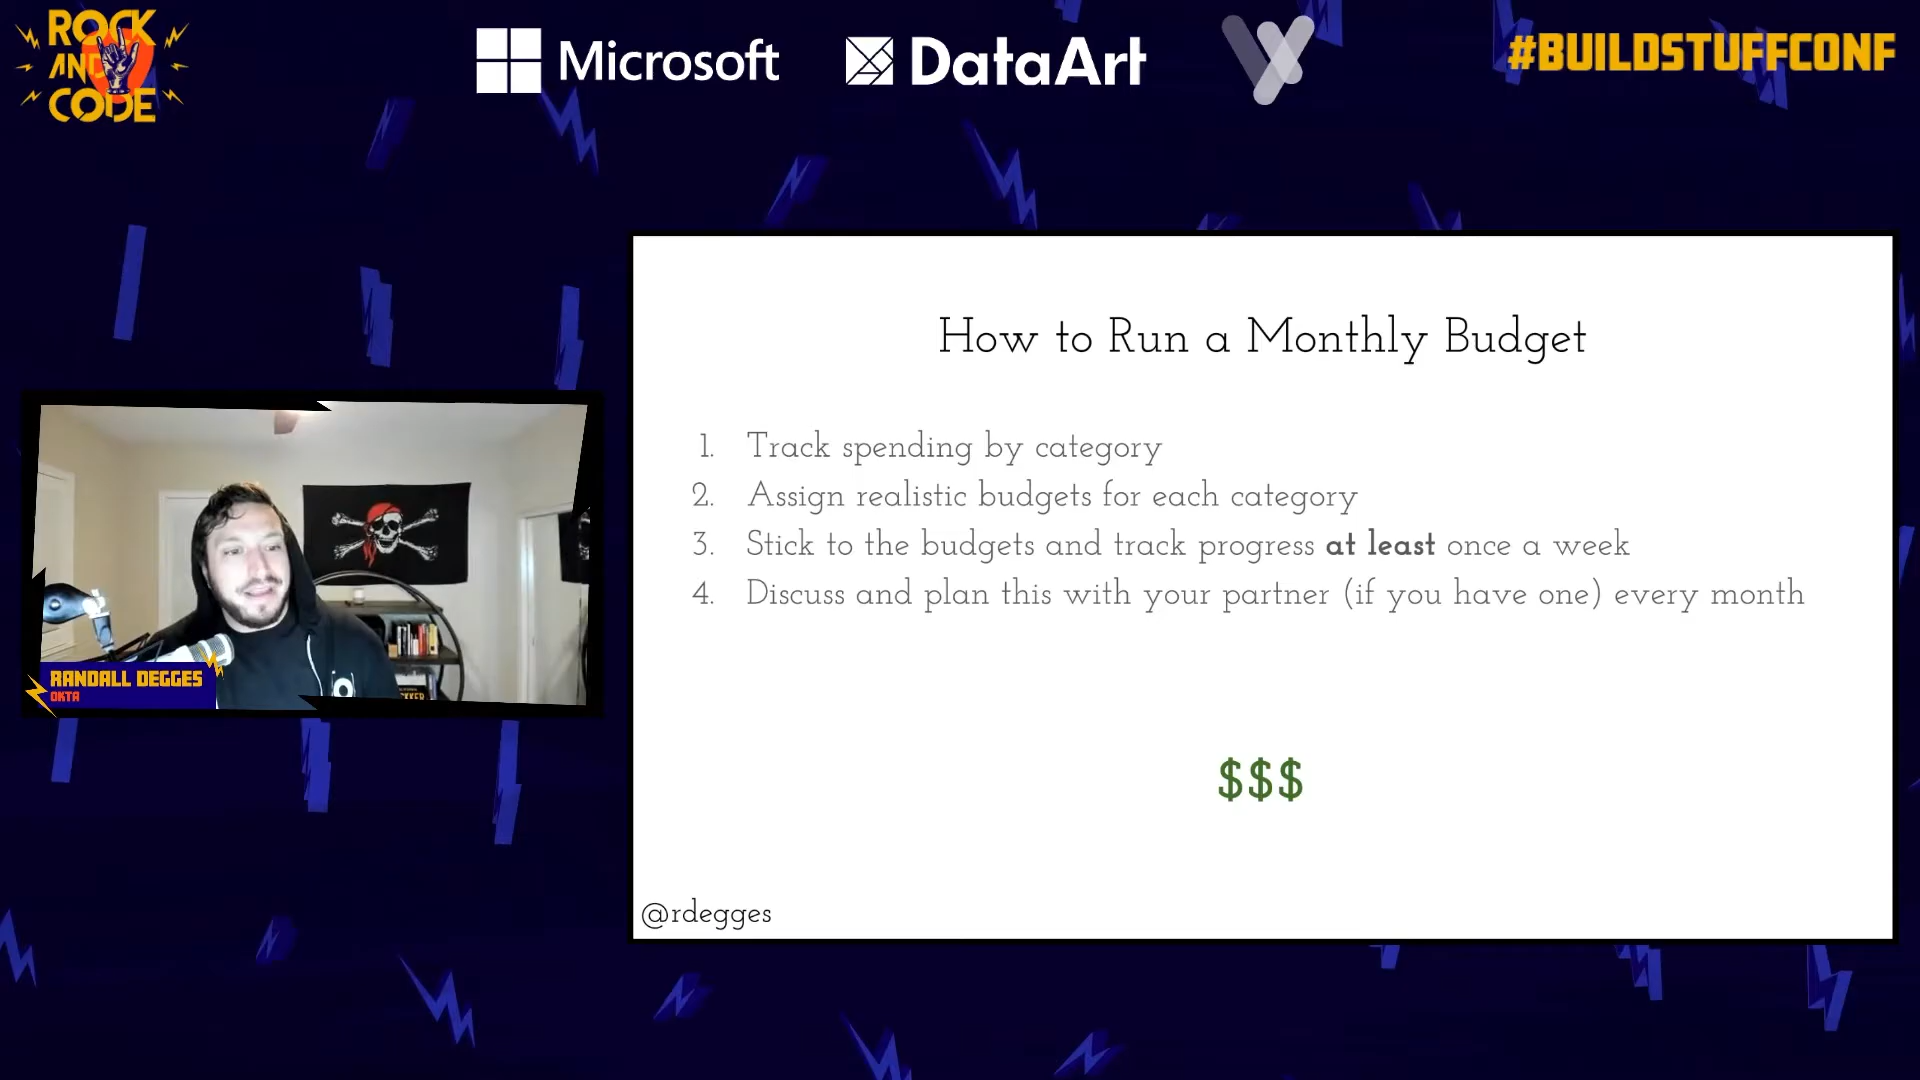 ROCK
AND
CODE
Microsoft
DataArt
#BUILDSTUFFCONF
How to Run a Monthly Budget
1. Track spending by category
2. Assign realistic budgets for each category
3. Stick to the budgets and track progress at least once a week
4. Discuss and plan this with your partner (if you have one) every month
$$$
@rdegges
RANDALL DEGGES
OKTA